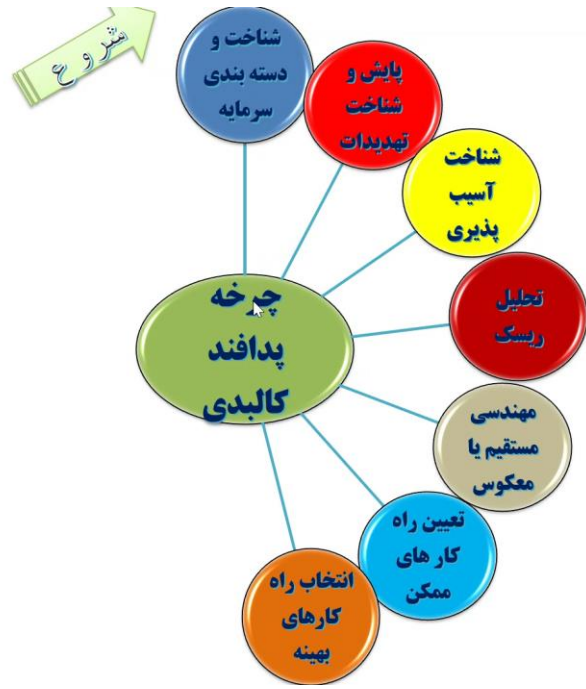 شروع
شناخت و
دسته بندی
سرمایه
پایش و
شناخت
تهدیدات
شناخت
آسیب
پذیری
تحلیل
ریسک
مهندسی
مستقیم یا
معکوس
تعیین راه
کار های
ممکن
انتخاب راه
کارهای
بهینه
چرخه
پدافند
کالبدی